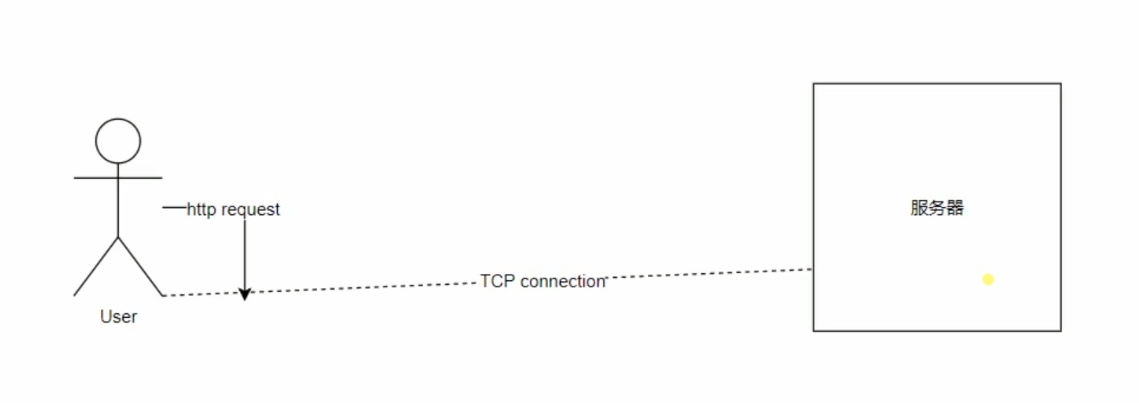 http request
服务器
TCP connection
User